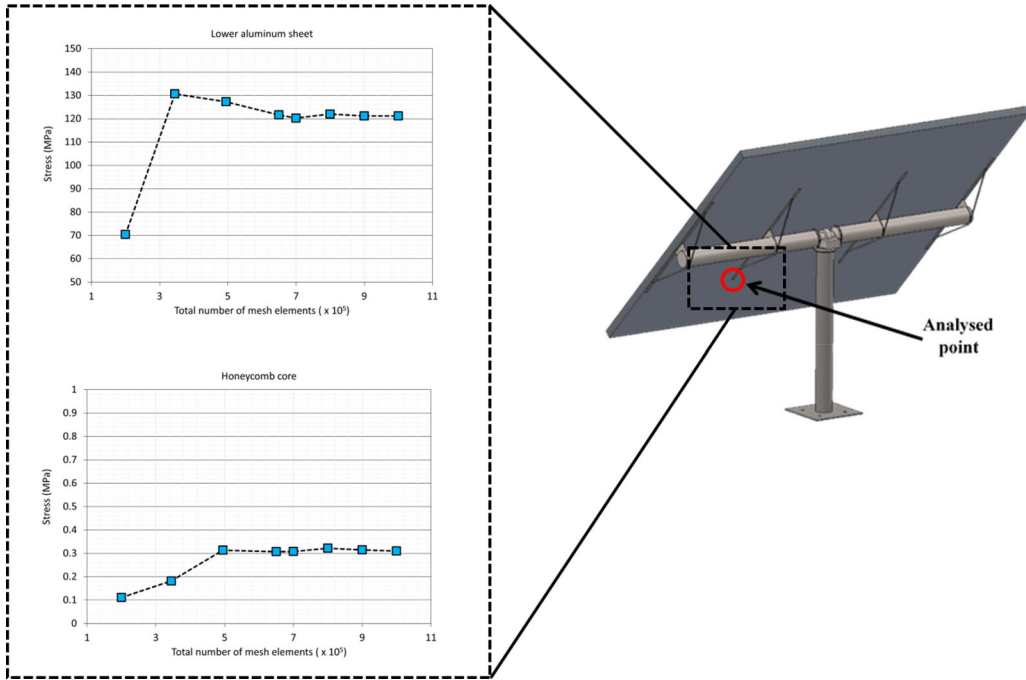 Lower aluminum sheet
150
140
130
120
110
100
90
80
70
60
50
Stress (MPa)
1 3 5 7 9 11
Total number of mesh elements ( x 10⁵)
Honeycomb core
1
0.9
0.8
0.7
0.6
0.5
0.4
0.3
0.2
0.1
0
Stress (MPa)
1 3 5 7 9 11
Total number of mesh elements ( x 10⁵)
Analysed
point